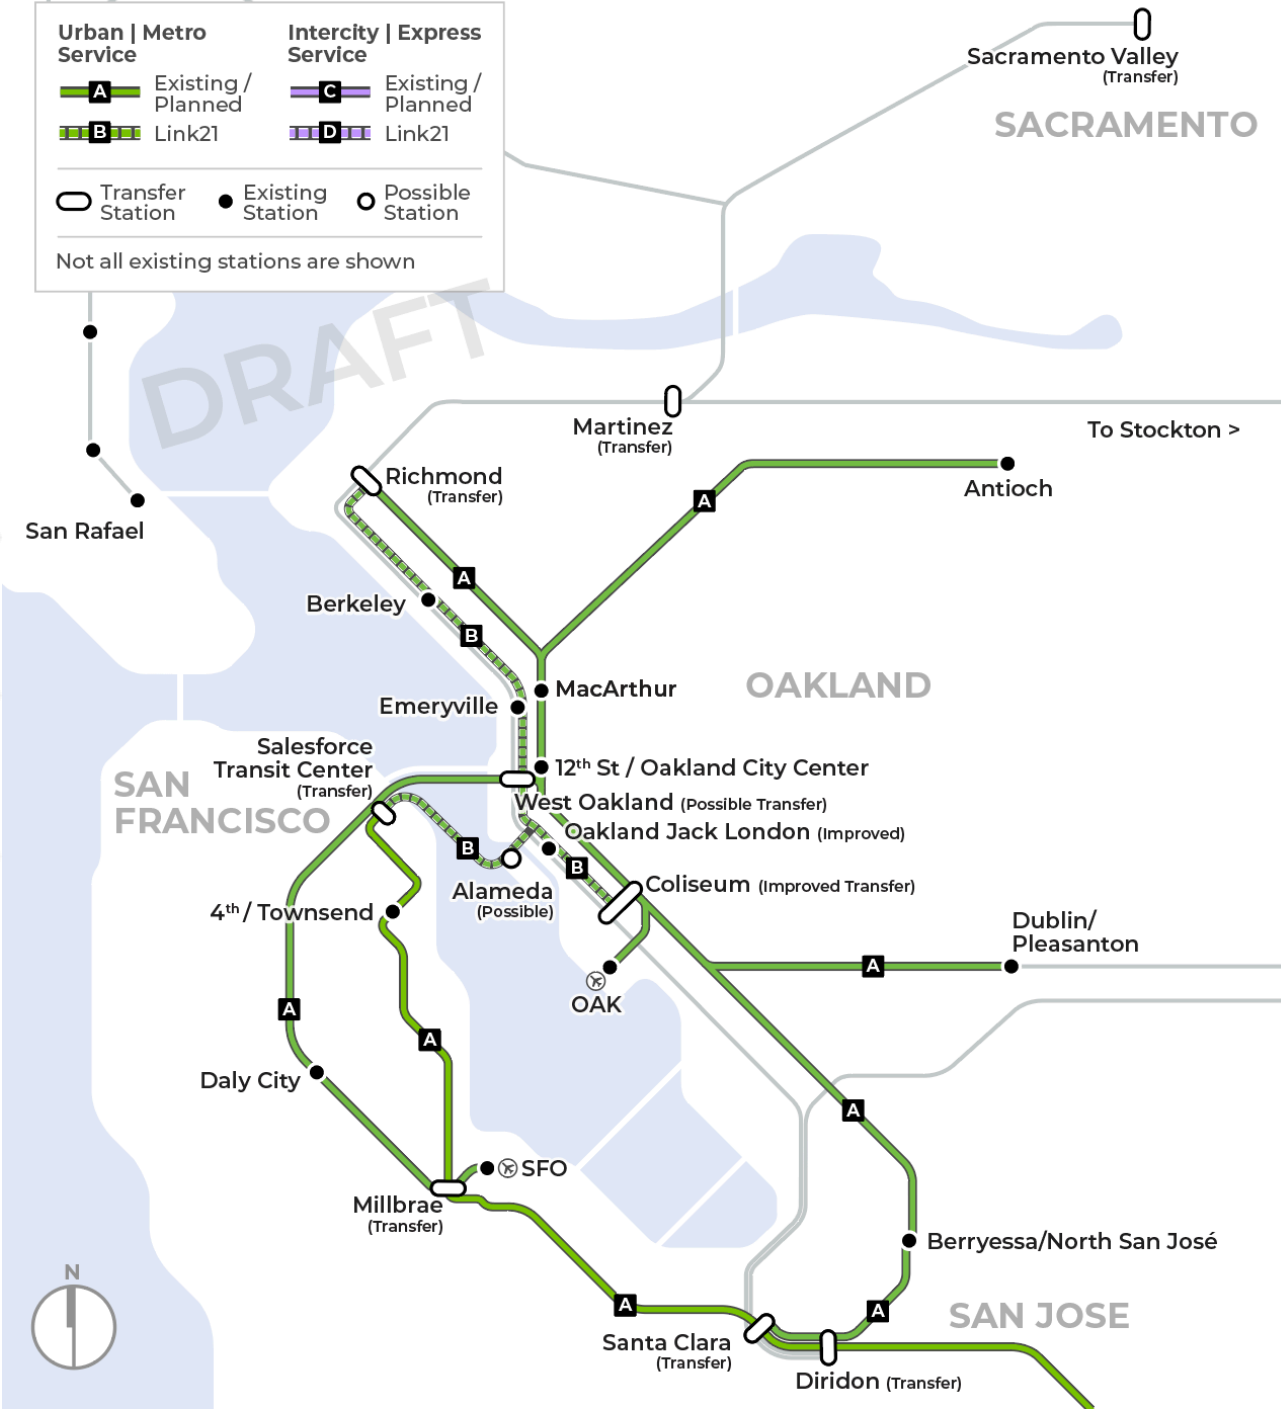 Urban | Metro
Service
A
Existing /
Planned
B
Link21
Intercity | Express
Service
C
Existing /
Planned
D
Link21
Transfer
Station
Existing
Station
Possible
Station
Not all existing stations are shown
DRAFT
Sacramento Valley
(Transfer)
SACRAMENTO
Martinez
(Transfer)
To Stockton >
Richmond
(Transfer)
A
Antioch
San Rafael
A
Berkeley
B
MacArthur
OAKLAND
Emeryville
Salesforce
Transit Center
(Transfer)
12th St / Oakland City Center
SAN
FRANCISCO
West Oakland (Possible Transfer)
Oakland Jack London (Improved)
B
B
Alameda
(Possible)
Coliseum (Improved Transfer)
4th / Townsend
Dublin/
Pleasanton
A
OAK
A
A
Daly City
A
SFO
Millbrae
(Transfer)
Berryessa/North San José
N
A
A
SAN JOSE
Santa Clara
(Transfer)
Diridon (Transfer)